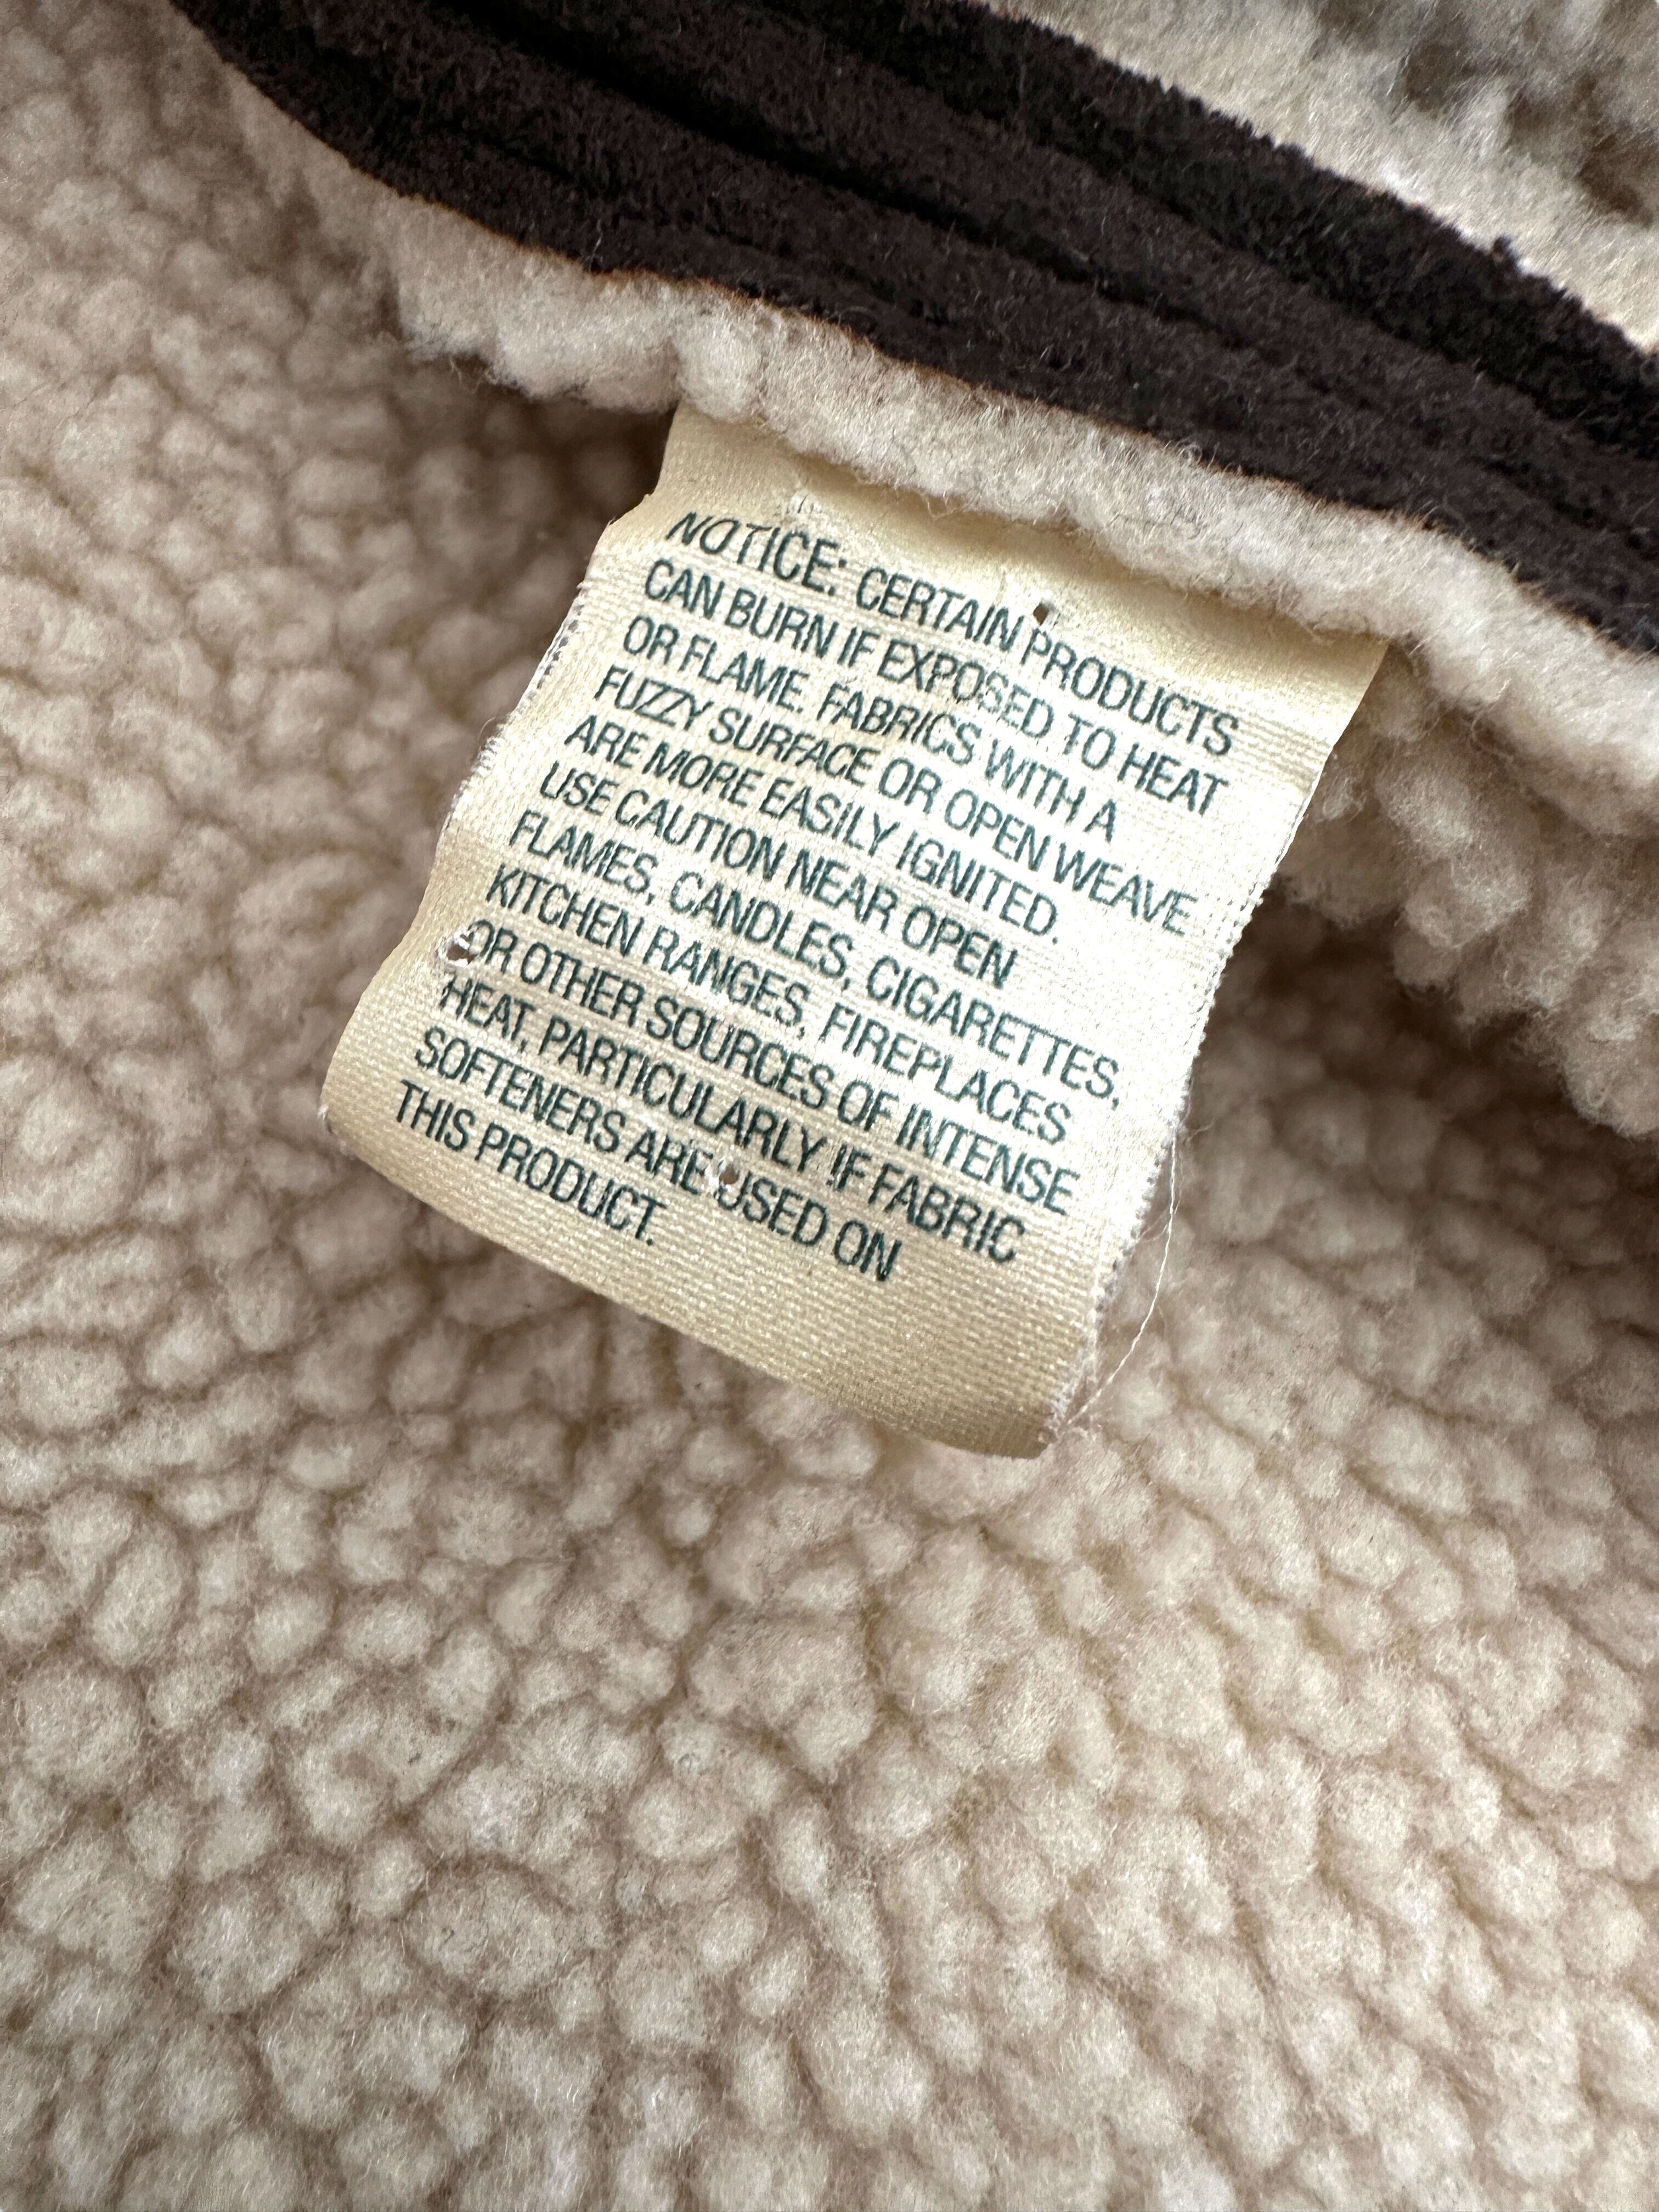 NOTICE: CERTAIN PRODUCTS
CAN BURN IF EXPOSED TO HEAT
OR FLAME. FABRICS WITH A
FUZZY SURFACE OR OPEN WEAVE
ARE MORE EASILY IGNITED.
USE CAUTION NEAR OPEN
FLAMES, CANDLES, CIGARETTES,
KITCHEN RANGES, FIREPLACES
OR OTHER SOURCES OF INTENSE
HEAT, PARTICULARLY IF FABRIC
SOFTENERS ARE USED ON
THIS PRODUCT.